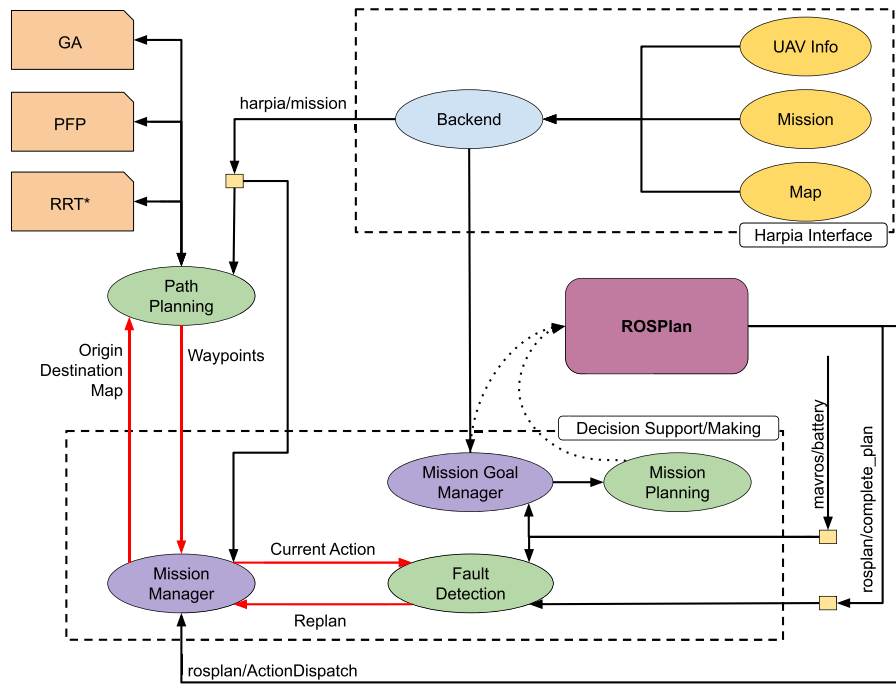 GA
UAV Info
harpia/mission
Backend
Mission
PFP
RRT*
Map
Harpia Interface
Path
Planning
ROSPlan
Origin
Destination
Map
Waypoints
Decision Support/Making
mavros/battery
rosplan/complete_plan
Mission Goal
Manager
Mission
Planning
Current Action
Mission
Manager
Fault
Detection
Replan
rosplan/ActionDispatch